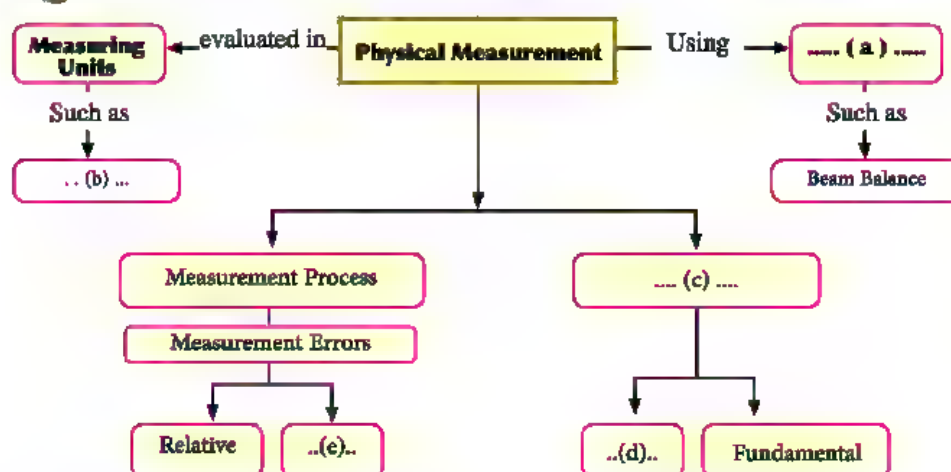 Measuring
Units
evaluated in
Physical Measurement
Using
..... ( a ) .....
Such as
Such as
. . (b) ...
Beam Balance
Measurement Process
.... (c) ....
Measurement Errors
Relative
..(e)..
..(d)..
Fundamental